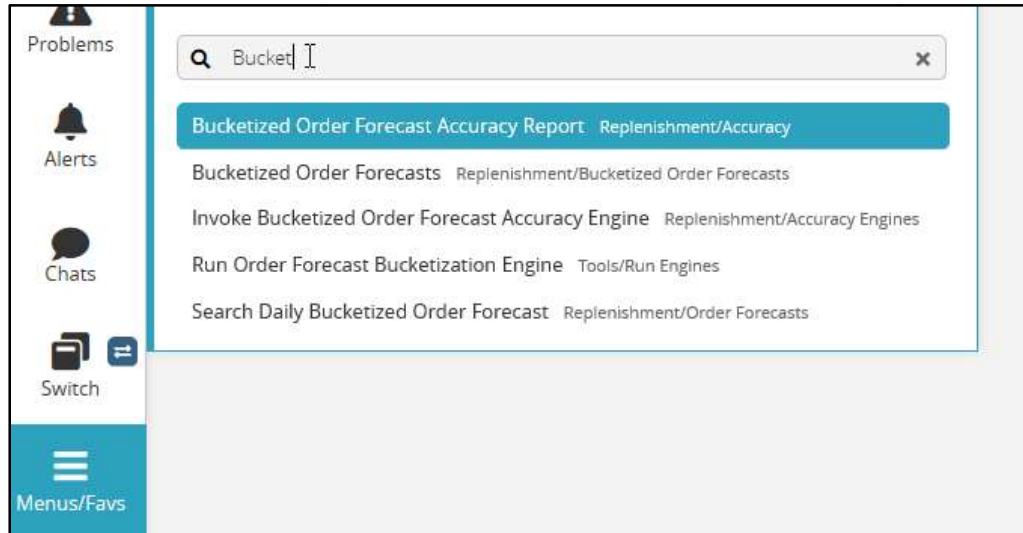 Problems
Alerts
Chats
Switch
Menus/Favs
Bucket
Bucketized Order Forecast Accuracy Report Replenishment/Accuracy
Bucketized Order Forecasts Replenishment/Bucketized Order Forecasts
Invoke Bucketized Order Forecast Accuracy Engine Replenishment/Accuracy Engines
Run Order Forecast Bucketization Engine Tools/Run Engines
Search Daily Bucketized Order Forecast Replenishment/Order Forecasts